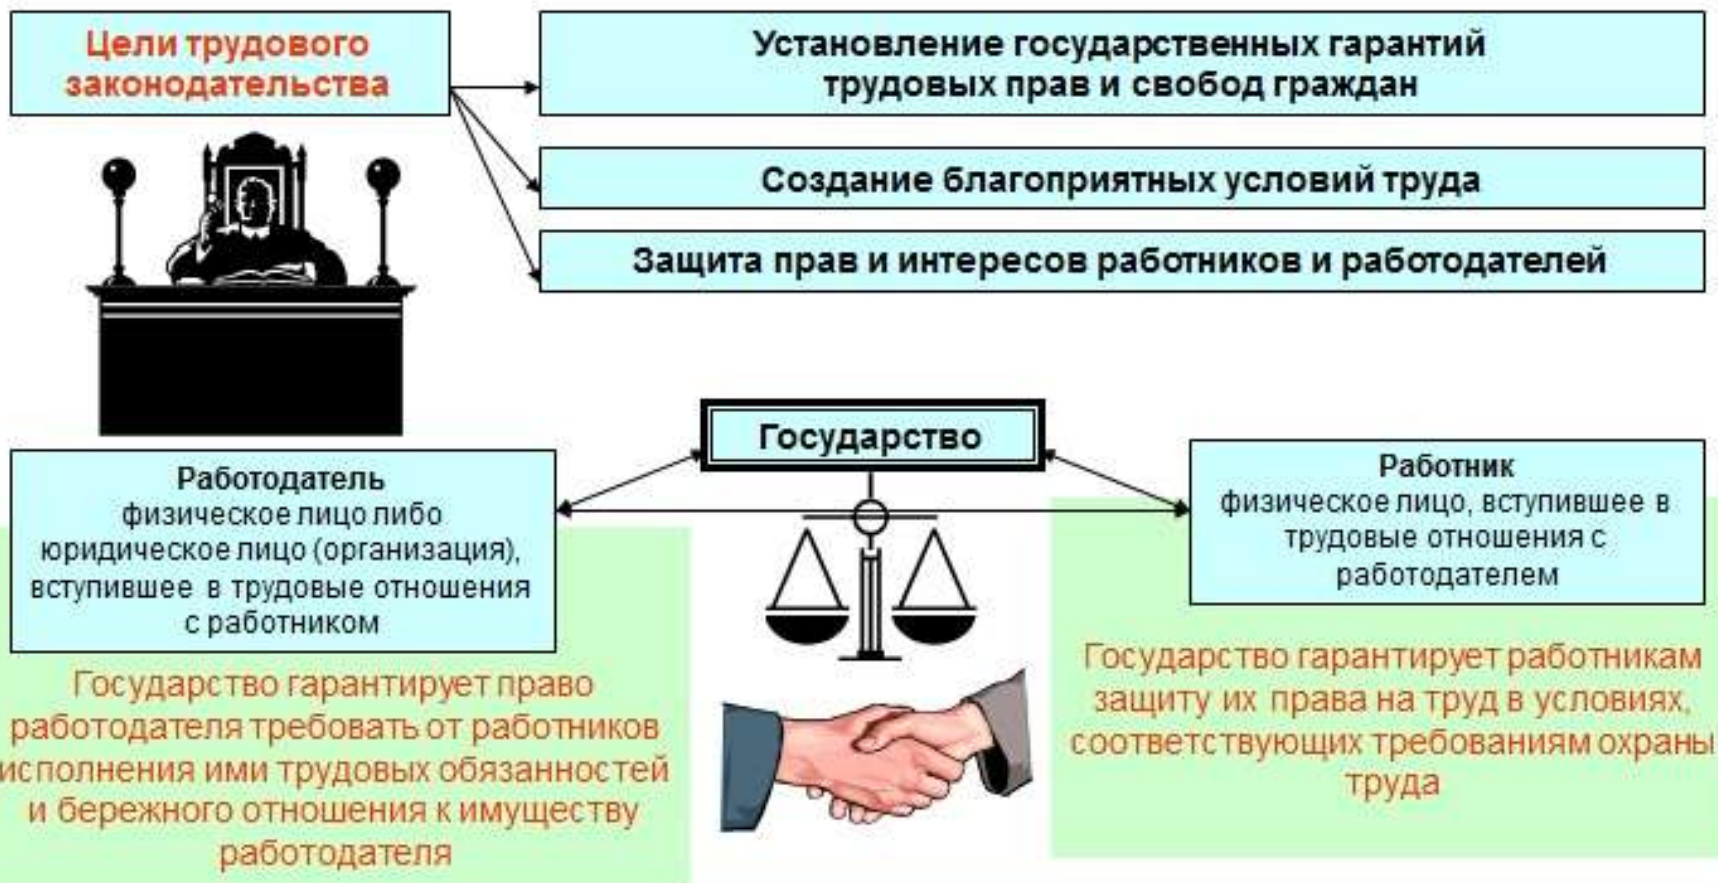 Цели трудового
законодательства
Установление государственных гарантий
трудовых прав и свобод граждан
Создание благоприятных условий труда
Защита прав и интересов работников и работодателей
Государство
Работодатель
физическое лицо либо
юридическое лицо (организация),
вступившее в трудовые отношения
с работником
Работник
физическое лицо, вступившее в
трудовые отношения с
работодателем
Государство гарантирует право
работодателя требовать от работников
исполнения ими трудовых обязанностей
и бережного отношения к имуществу
работодателя
Государство гарантирует работникам
защиту их права на труд в условиях,
соответствующих требованиям охраны
труда